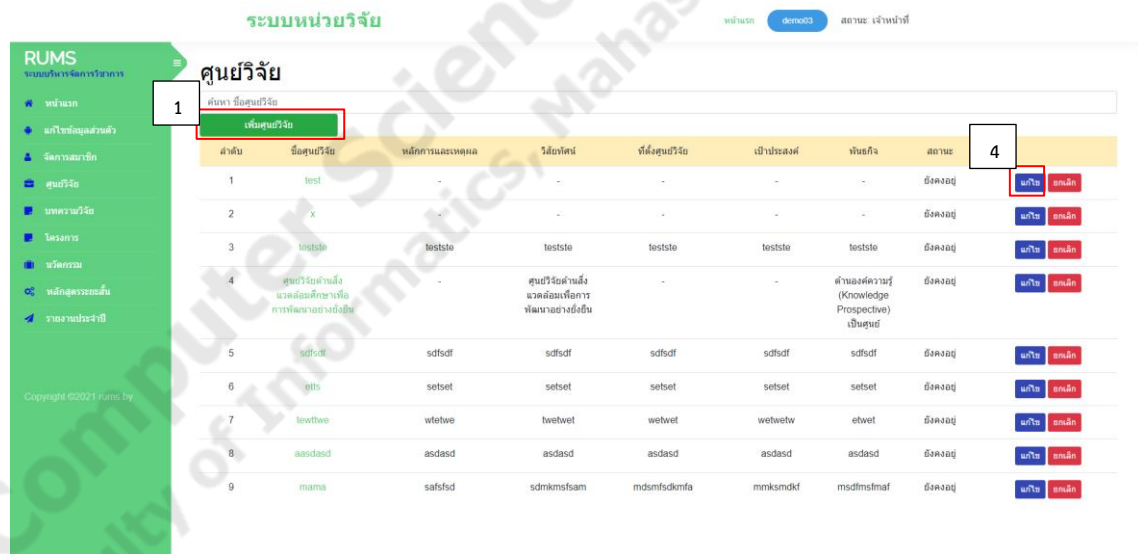 ระบบหน่วยวิจัย
หน้าแรก demo03 สถานะ: เจ้าหน้าที่
RUMS
ระบบบริหารจัดการวิชาการ
หน้าแรก
แก้ไขข้อมูลส่วนตัว
จัดการสมาชิก
ศูนย์วิจัย
บทความวิจัย
โครงการ
นวัตกรรม
หลักสูตรระยะสั้น
รายงานประจำปี
Copyright ©2021 rums by
ศูนย์วิจัย
1
ค้นหา ชื่อศูนย์วิจัย
เพิ่มศูนย์วิจัย
ลำดับ ชื่อศูนย์วิจัย หลักการและเหตุผล วิสัยทัศน์ ที่ตั้งศูนย์วิจัย เป้าประสงค์ พันธกิจ สถานะ 4
1 test - - - - - ยังคงอยู่ แก้ไข ยกเลิก
2 x - - - - - ยังคงอยู่ แก้ไข ยกเลิก
3 testste testste testste testste testste testste ยังคงอยู่ แก้ไข ยกเลิก
4 ศูนย์วิจัยด้านสิ่ง - ศูนย์วิจัยด้านสิ่ง - - ด้านองค์ความรู้ ยังคงอยู่ แก้ไข ยกเลิก
แวดล้อมศึกษาเพื่อ แวดล้อมเพื่อการ (Knowledge
การพัฒนาอย่างยั่งยืน พัฒนาอย่างยั่งยืน Prospective)
เป็นศูนย์
5 sdfsdf sdfsdf sdfsdf sdfsdf sdfsdf sdfsdf ยังคงอยู่ แก้ไข ยกเลิก
6 etts setset setset setset setset setset ยังคงอยู่ แก้ไข ยกเลิก
7 tewttwe wtetwe twetwet wetwet wetwetw etwet ยังคงอยู่ แก้ไข ยกเลิก
8 aasdasd asdasd asdasd asdasd asdasd asdasd ยังคงอยู่ แก้ไข ยกเลิก
9 mama safsfsd sdmkmsfsam mdsmfsdkmfa mmksmdkf msdfmsfmaf ยังคงอยู่ แก้ไข ยกเลิก
Computer Scien
ulty of Informatics, Mahas